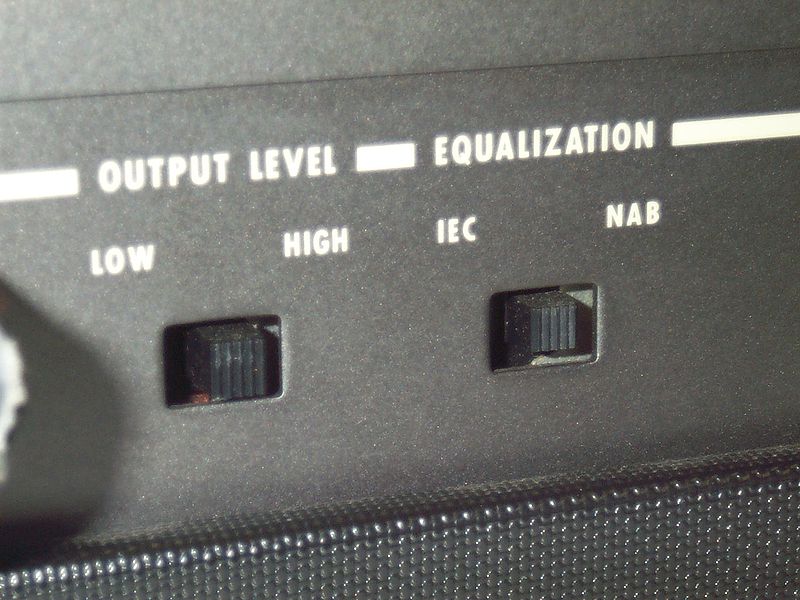 OUTPUT LEVEL
LOW HIGH
EQUALIZATION
IEC NAB